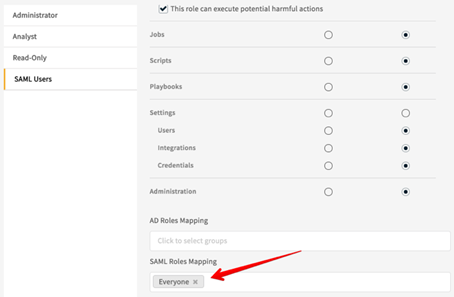 Administrator
Analyst
Read-Only
SAML Users
This role can execute potential harmful actions
Jobs
Scripts
Playbooks
Settings
Users
Integrations
Credentials
Administration
AD Roles Mapping
Click to select groups
SAML Roles Mapping
Everyone ×